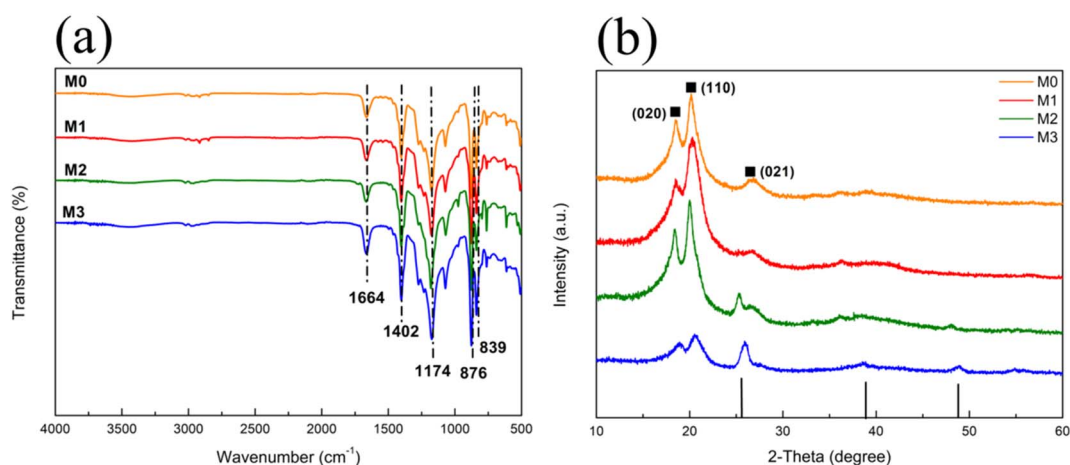 (a)
M0
M1
M2
M3
1664
1402
1174
876
839
Transmittance (%)
4000 3500 3000 2500 2000 1500 1000 500
Wavenumber (cm⁻¹)
(b)
(020)
(110)
(021)
M0
M1
M2
M3
Intensity (a.u.)
10 20 30 40 50 60
2-Theta (degree)